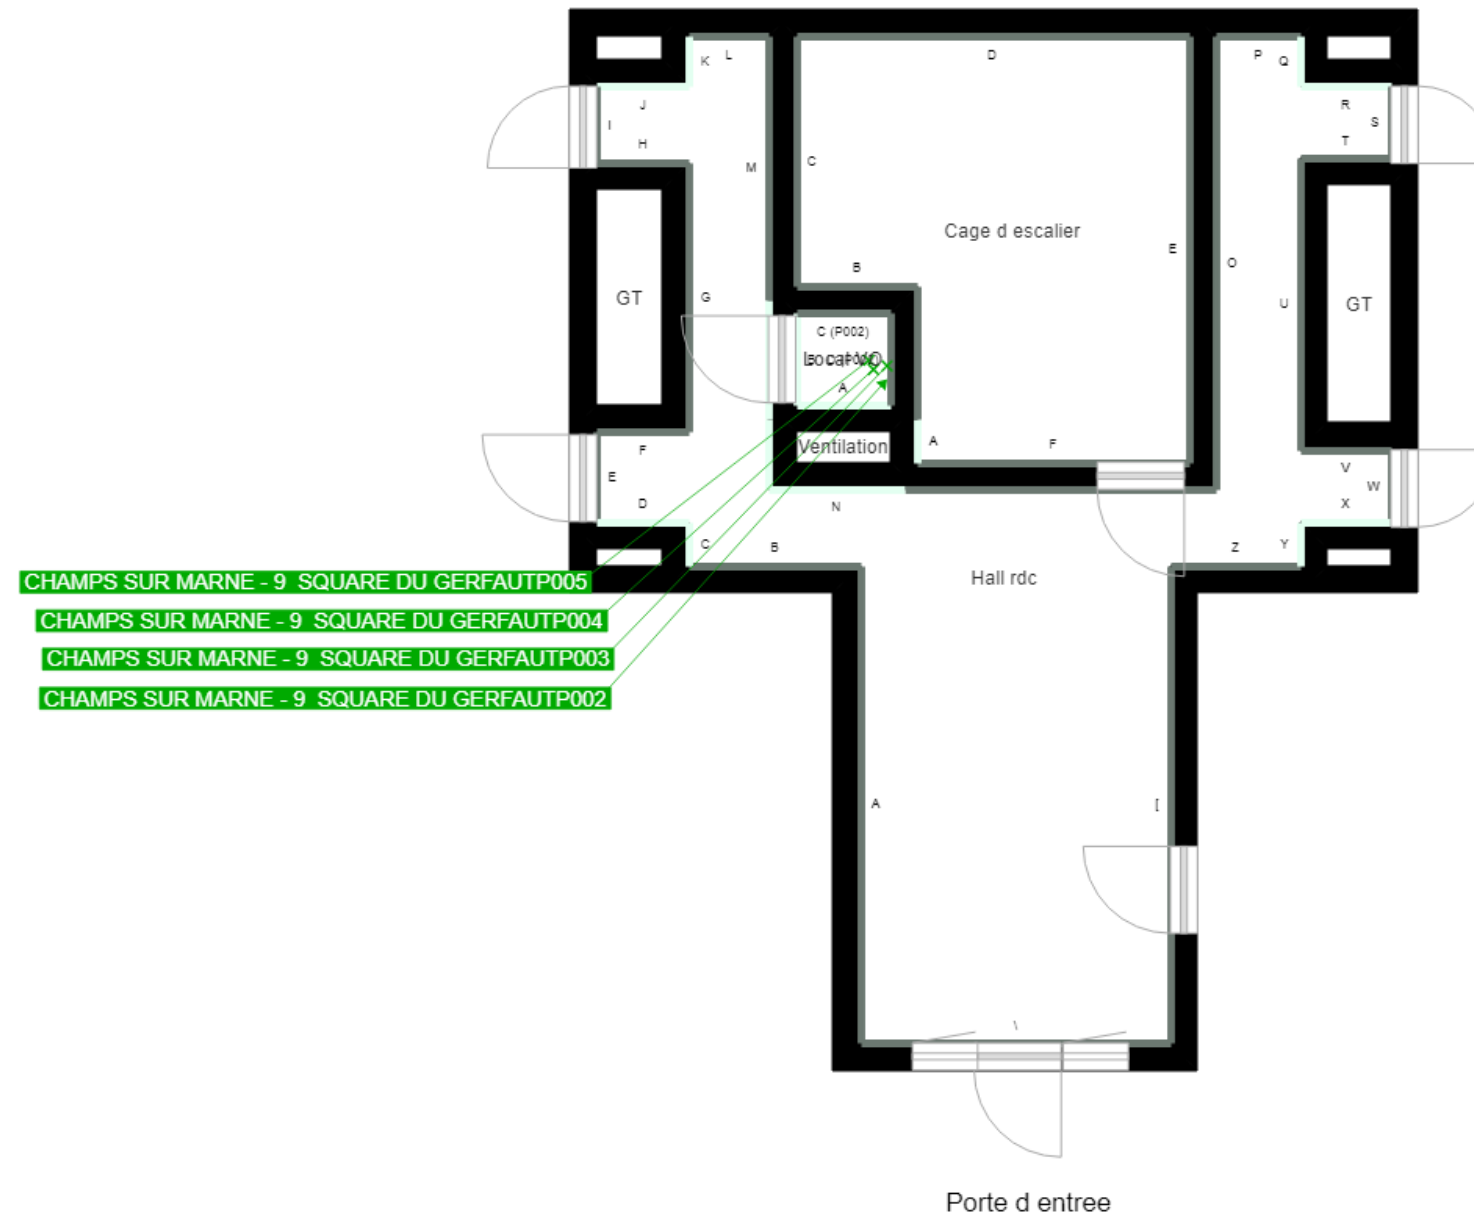 K L
D
P Q
J
I
H
R
S
T
M
C
Cage d escalier
E
O
B
GT
G
U
GT
C (P002)
Local VO
A
F
E
D
Ventilation
A
F
V
W
X
N
C
B
Z
Y
Hall rdc
CHAMPS SUR MARNE - 9 SQUARE DU GERFAUTP005
CHAMPS SUR MARNE - 9 SQUARE DU GERFAUTP004
CHAMPS SUR MARNE - 9 SQUARE DU GERFAUTP003
CHAMPS SUR MARNE - 9 SQUARE DU GERFAUTP002
A
[
\
Porte d entree